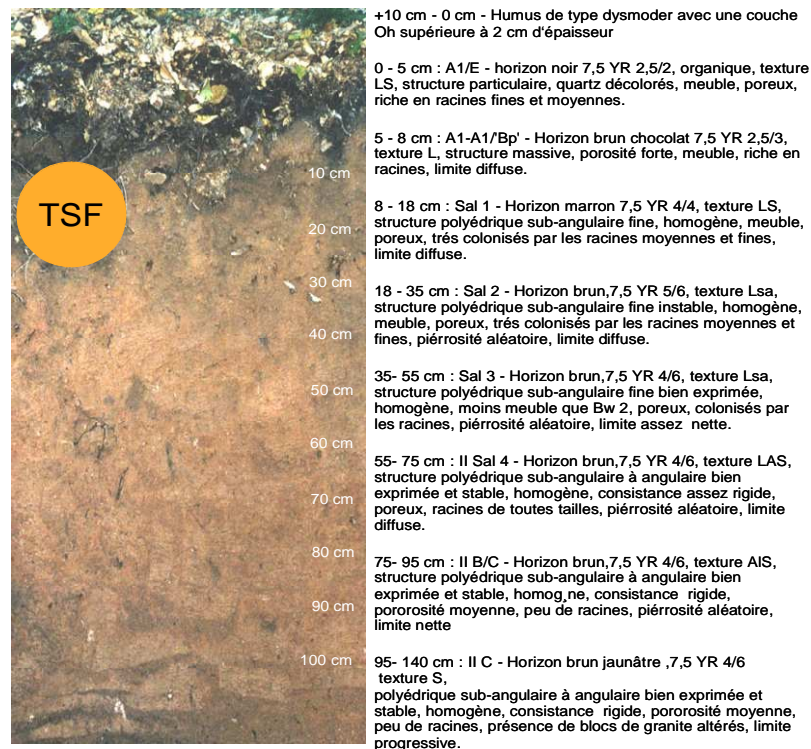 +10 cm - 0 cm - Humus de type dysmoder avec une couche
Oh supérieure à 2 cm d'épaisseur
0 - 5 cm : A1/E - horizon noir 7,5 YR 2,5/2, organique, texture
LS, structure particulaire, quartz décolorés, meuble, poreux,
riche en racines fines et moyennes.
5 - 8 cm : A1-A1/'Bp' - Horizon brun chocolat 7,5 YR 2,5/3,
texture L, structure massive, porosité forte, meuble, riche en
racines, limite diffuse.
8 - 18 cm : Sal 1 - Horizon marron 7,5 YR 4/4, texture LS,
structure polyédrique sub-angulaire fine, homogène, meuble,
poreux, trés colonisés par les racines moyennes et fines,
limite diffuse.
18 - 35 cm : Sal 2 - Horizon brun,7,5 YR 5/6, texture Lsa,
structure polyédrique sub-angulaire fine instable, homogène,
meuble, poreux, trés colonisés par les racines moyennes et
fines, piérrosité aléatoire, limite diffuse.
35- 55 cm : Sal 3 - Horizon brun,7,5 YR 4/6, texture Lsa,
structure polyédrique sub-angulaire fine bien exprimée,
homogène, moins meuble que Bw 2, poreux, colonisés par
les racines, piérrosité aléatoire, limite assez nette.
55- 75 cm : II Sal 4 - Horizon brun,7,5 YR 4/6, texture LAS,
structure polyédrique sub-angulaire à angulaire bien
exprimée et stable, homogène, consistance assez rigide,
poreux, racines de toutes tailles, piérrosité aléatoire, limite
diffuse.
75- 95 cm : II B/C - Horizon brun,7,5 YR 4/6, texture AlS,
structure polyédrique sub-angulaire à angulaire bien
exprimée et stable, homog¸ne, consistance rigide,
pororosité moyenne, peu de racines, piérrosité aléatoire,
limite nette
95- 140 cm : II C - Horizon brun jaunâtre ,7,5 YR 4/6
texture S,
polyédrique sub-angulaire à angulaire bien exprimée et
stable, homogène, consistance rigide, pororosité moyenne,
peu de racines, présence de blocs de granite altérés, limite
progressive.
TSF
10 cm
20 cm
30 cm
40 cm
50 cm
60 cm
70 cm
80 cm
90 cm
100 cm